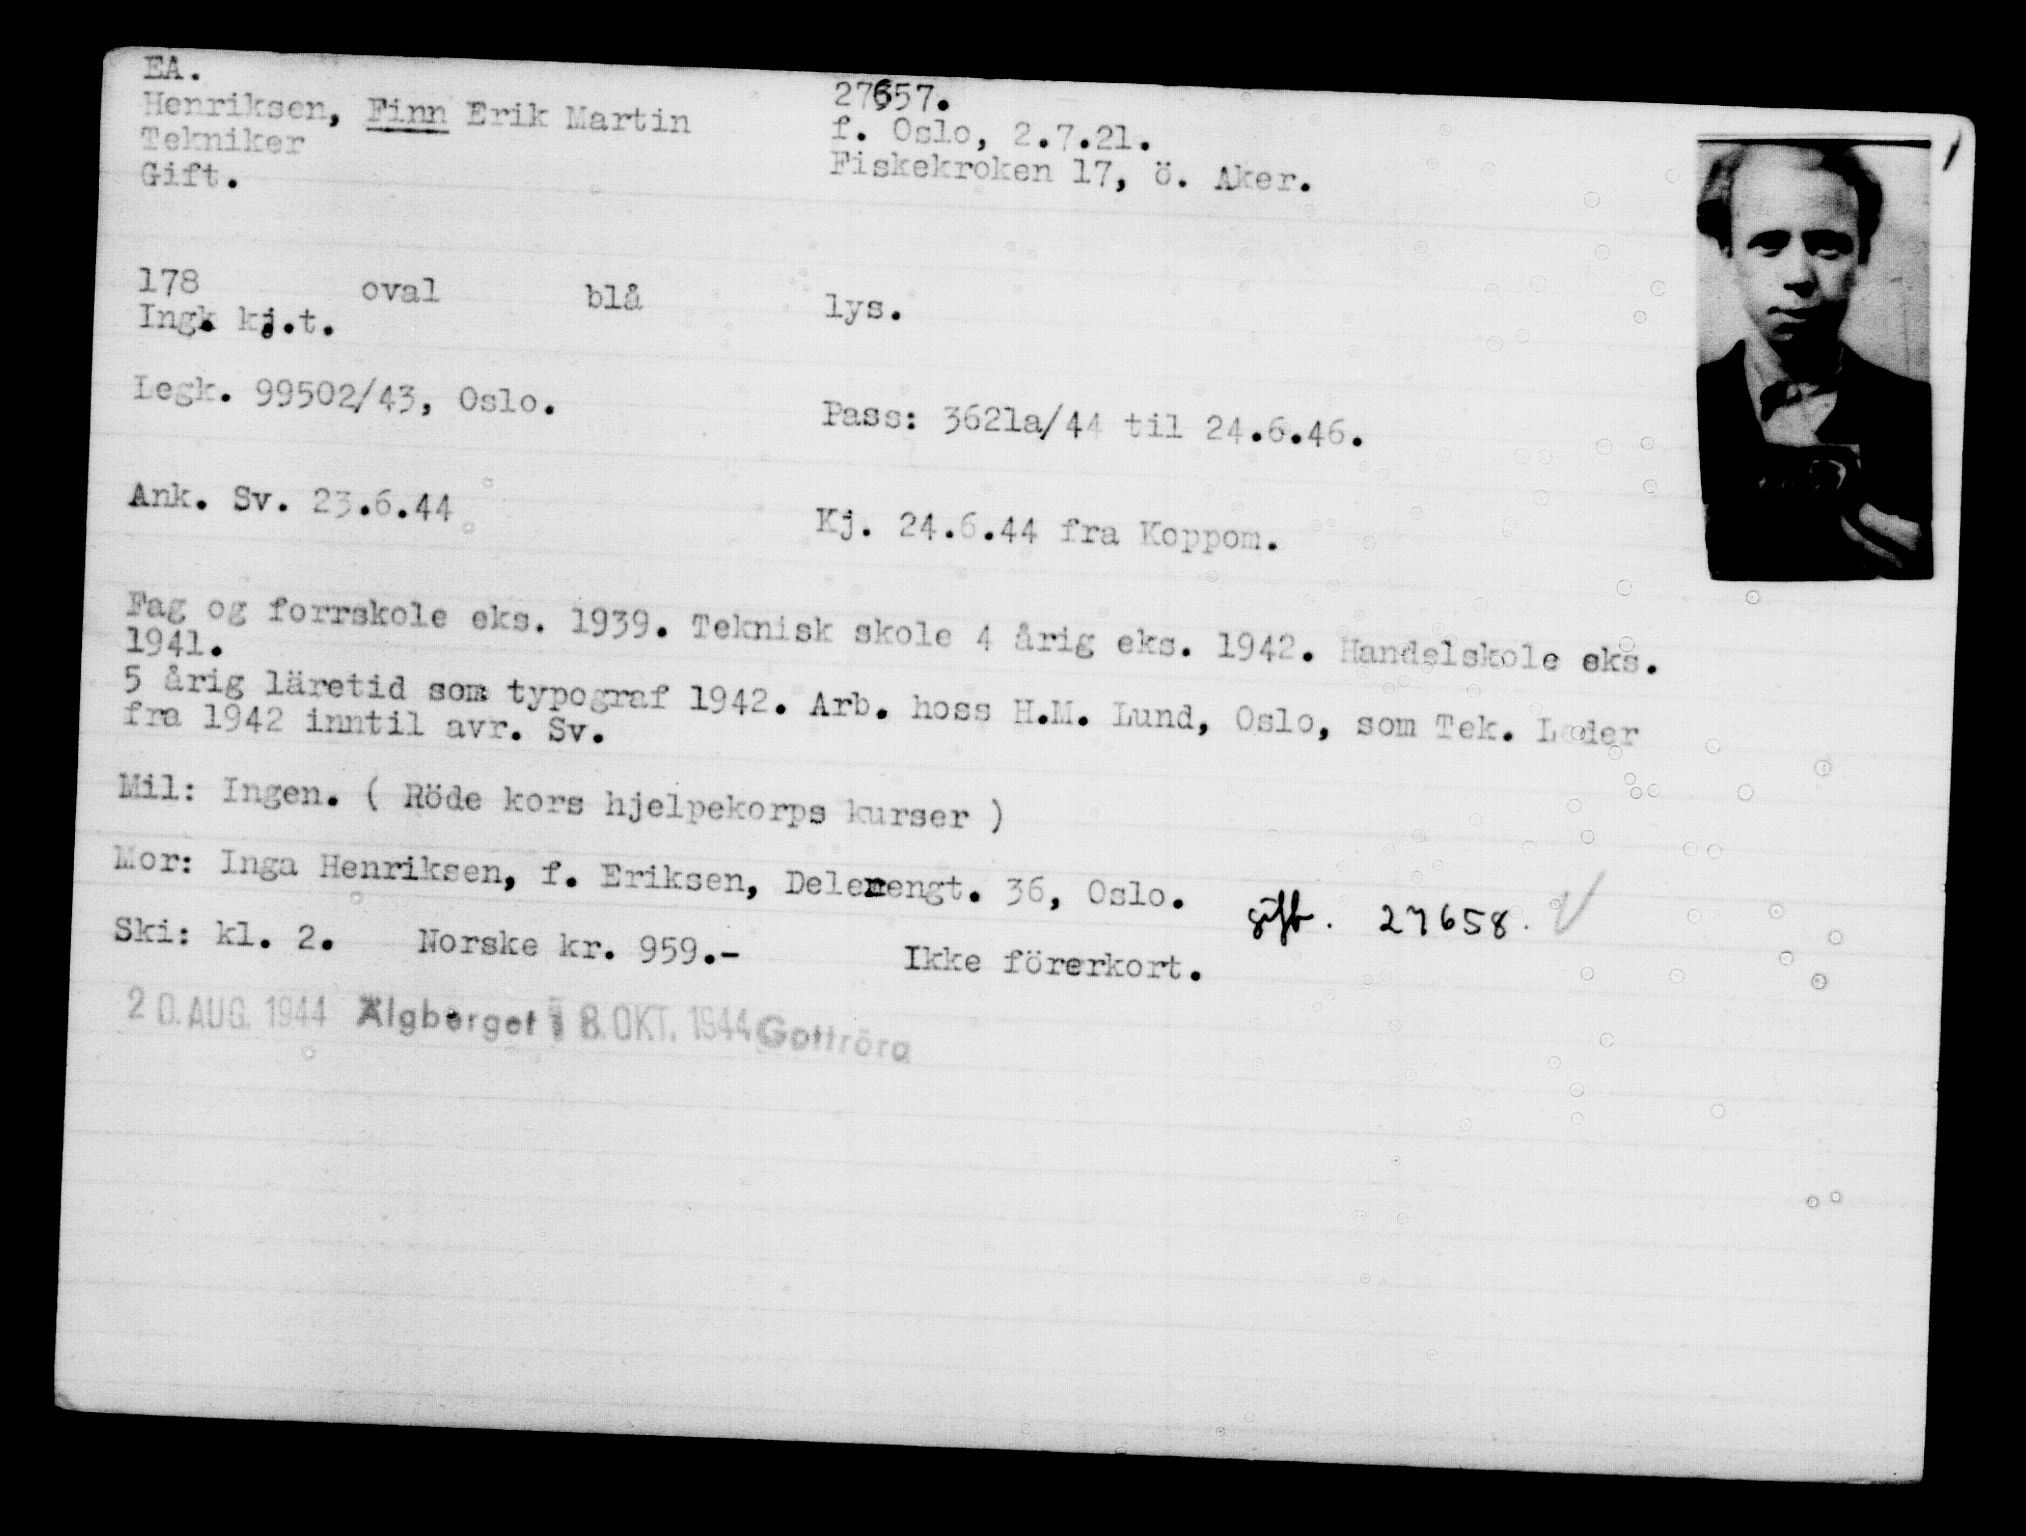 EA.
27657.
Henriksen, Finn Erik Martin
f. Oslo, 2.7.21.
Tekniker
Fiskekroken 17, ö. Aker.
Gift.
178 oval blå lys.
Ingk kj.t.
Legk. 99502/43, Oslo.
Pass: 3621a/44 til 24.6.46.
Ank. Sv. 23.6.44
Kj. 24.6.44 fra Koppom.
Fag og forrskole eks. 1939. Teknisk skole 4 årig eks. 1942. Handelskole eks.
1941.
5 årig läretid som typograf 1942. Arb. hoss H.M. Lund, Oslo, som Tek. Leder
fra 1942 inntil avr. Sv.
Mil: Ingen. ( Röde kors hjelpekorps kurser )
Mor: Inga Henriksen, f. Eriksen, Delenengt. 36, Oslo.
gift. 27658.
Ski: kl. 2. Norske kr. 959.- Ikke förerkort.
20. AUG. 1944 Älgberget 18. OKT. 1944 Gottröra